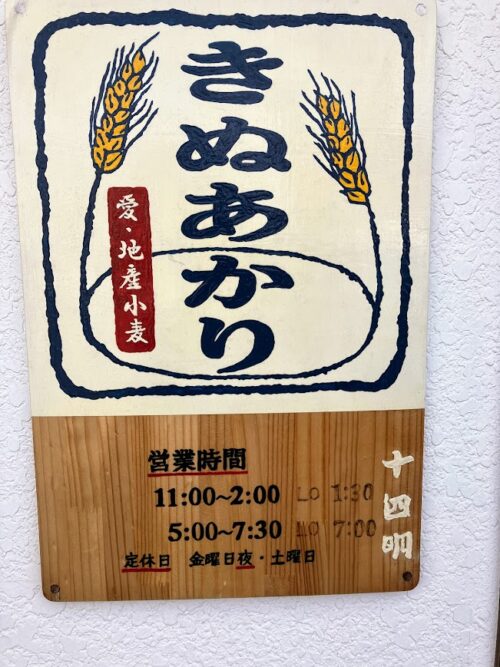 きぬあかり
愛・地産小麦
営業時間
11:00~2:00 LO 1:30
5:00~7:30 LO 7:00
定休日 金曜日夜・土曜日
十四明